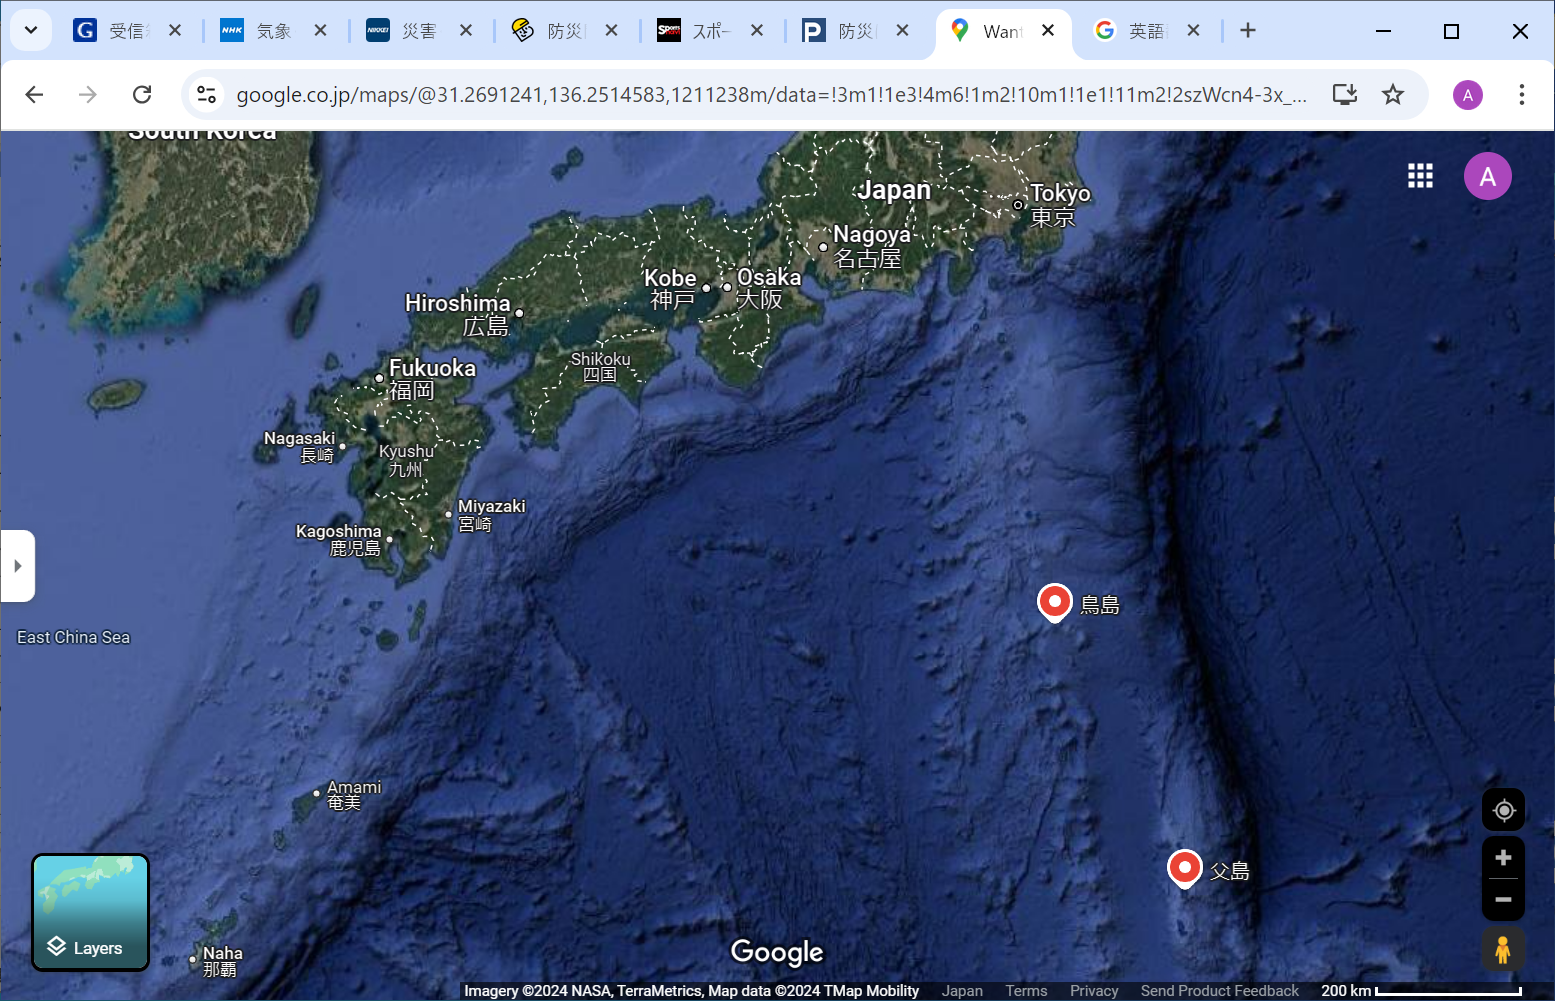 受信
気象
災害
防災
スポー
防災
Want
英語
google.co.jp/maps/@31.2691241,136.2514583,1211238m/data=!3m1!1e3!4m6!1m2!10m1!1e1!11m2!2szWcn4-3x_...
A
South Korea
Japan
Tokyo
東京
A
Nagoya
名古屋
Kobe
神戸
Osaka
大阪
Hiroshima
広島
Shikoku
四国
Fukuoka
福岡
Nagasaki
長崎
Kyushu
九州
Miyazaki
宮崎
Kagoshima
鹿児島
鳥島
East China Sea
Amami
奄美
父島
Layers
Naha
那覇
Google
Imagery ©2024 NASA, TerraMetrics, Map data ©2024 TMap Mobility Japan Terms Privacy Send Product Feedback 200 km